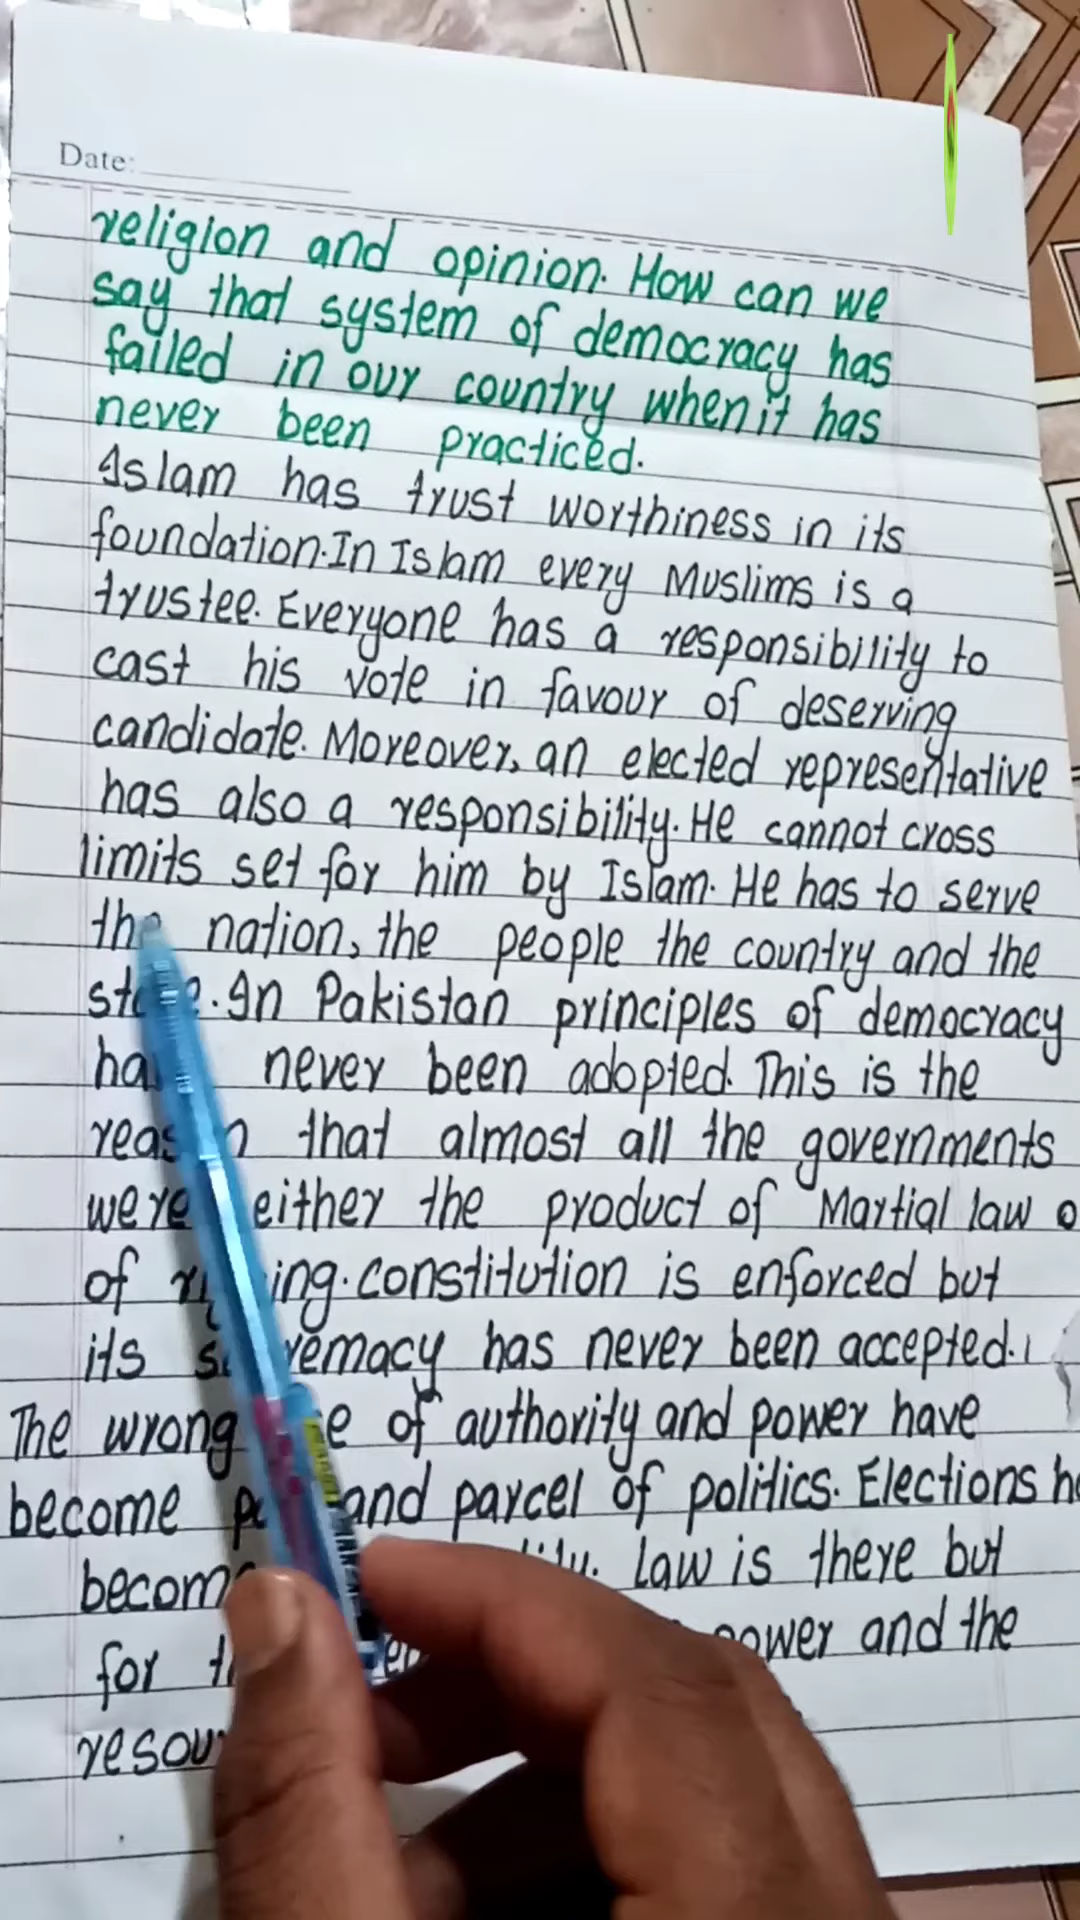 Date:
religion and opinion. How can we
say that system of democracy has
failed in our country when it has
never been practiced.
Islam has trust worthiness in its
foundation. In Islam every Muslims is a
trustee. Everyone has a responsibility to
cast his vote in favour of deserving
candidate. Moreover, an elected representative
has also a responsibility. He cannot cross
limits set for him by Islam. He has to serve
the nation, the people the country and the
In Pakistan principles of democracy
never been adopted. This is the
that almost all the governments
were either the product of Martial law
of constitution is enforced but
its has never been accepted.
The wrong of authority and power have
become and parcel of politics. Elections
law is there but
for power and the